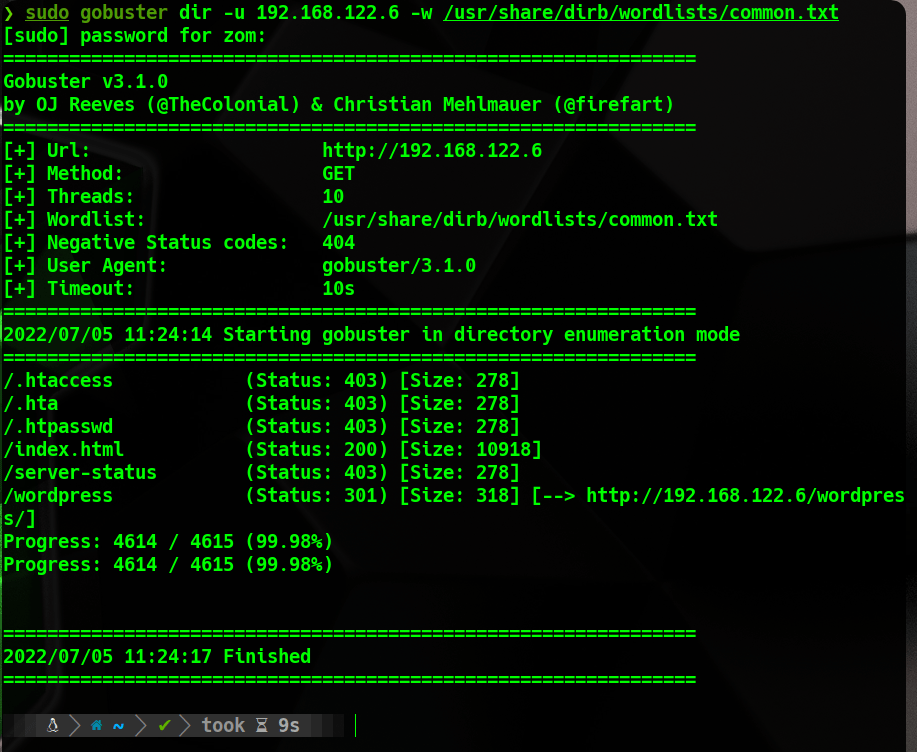 ❯ sudo gobuster dir -u 192.168.122.6 -w /usr/share/dirb/wordlists/common.txt
[sudo] password for zom:
===============================================================
Gobuster v3.1.0
by OJ Reeves (@TheColonial) & Christian Mehlmauer (@firefart)
===============================================================
[+] Url:                     http://192.168.122.6
[+] Method:                  GET
[+] Threads:                 10
[+] Wordlist:                /usr/share/dirb/wordlists/common.txt
[+] Negative Status codes:   404
[+] User Agent:              gobuster/3.1.0
[+] Timeout:                 10s
===============================================================
2022/07/05 11:24:14 Starting gobuster in directory enumeration mode
===============================================================
/.htaccess            (Status: 403) [Size: 278]
/.hta                 (Status: 403) [Size: 278]
/.htpasswd            (Status: 403) [Size: 278]
/index.html           (Status: 200) [Size: 10918]
/server-status        (Status: 403) [Size: 278]
/wordpress            (Status: 301) [Size: 318] [--> http://192.168.122.6/wordpres
s/]
Progress: 4614 / 4615 (99.98%)
Progress: 4614 / 4615 (99.98%)
===============================================================
2022/07/05 11:24:17 Finished
===============================================================
~ ✔ took ⌛ 9s